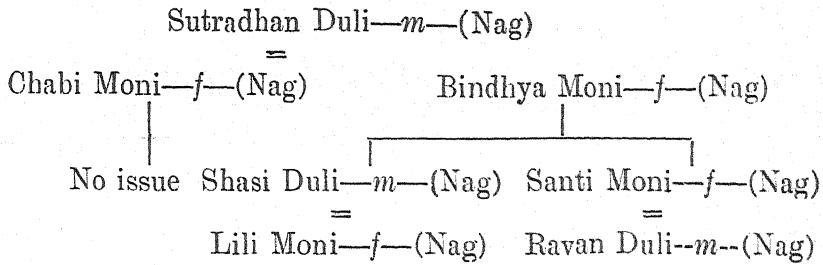 Sutradhan Duli—m—(Nag)
=
Chabi Moni—f—(Nag) Bindhya Moni—f—(Nag)
No issue Shasi Duli—m—(Nag) Santi Moni—f—(Nag)
= =
Lili Moni—f—(Nag) Ravan Duli--m--(Nag)